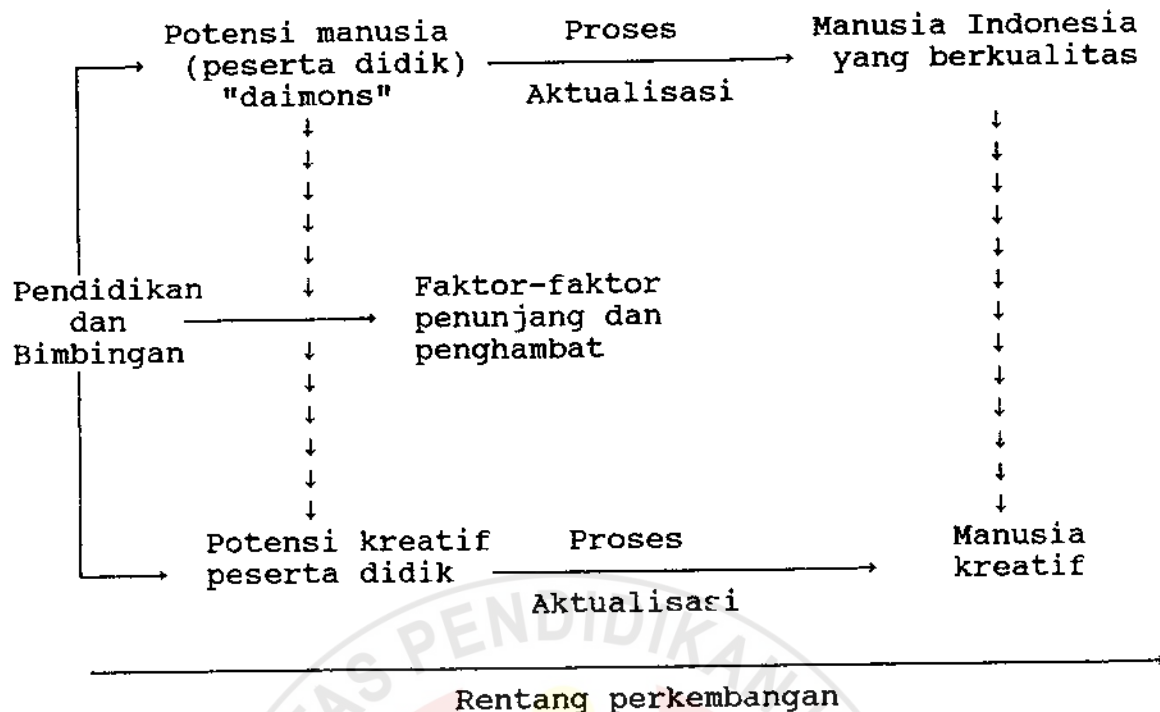 Potensi manusia
(peserta didik)
"daimons"
Proses
Aktualisasi
Manusia Indonesia
yang berkualitas
Pendidikan
dan
Bimbingan
Faktor-faktor
penunjang dan
penghambat
Potensi kreatif
peserta didik
Proses
Aktualisasi
Manusia
kreatif
PENDIDIKAN
Rentang perkembangan